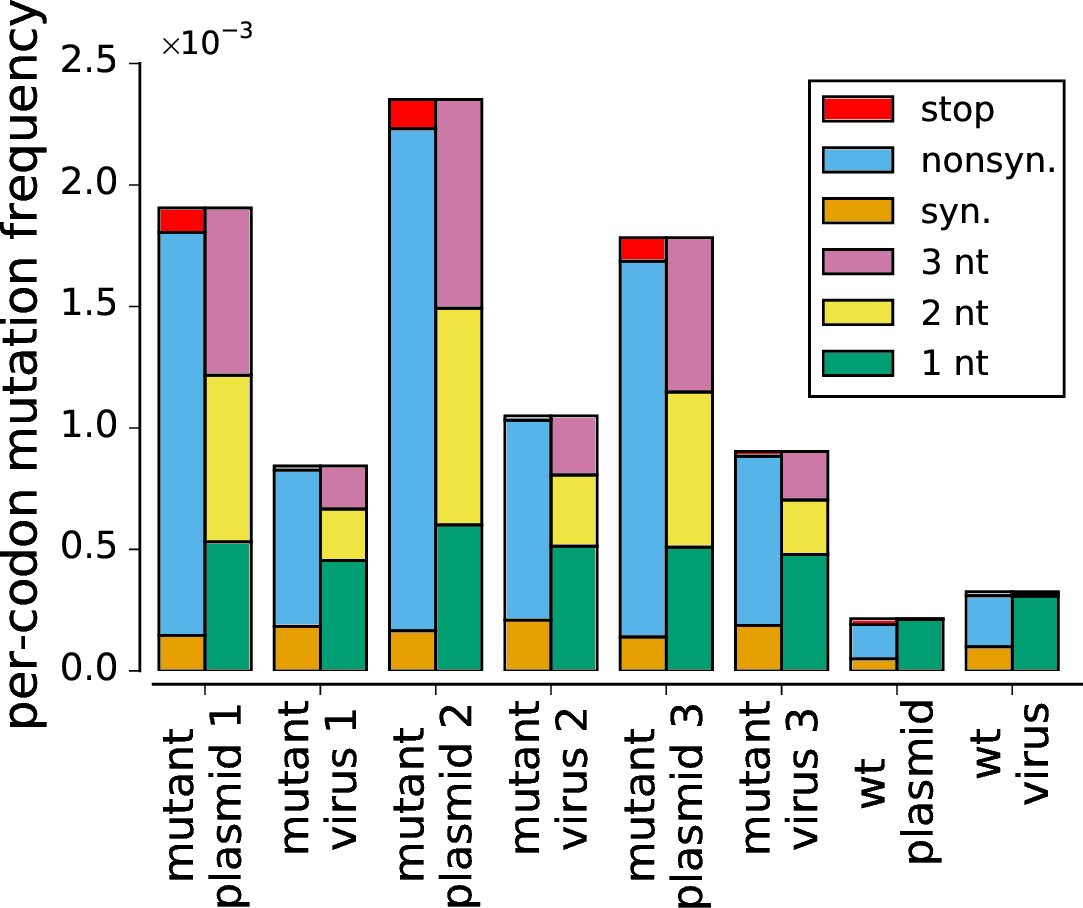 per-codon mutation frequency
×10⁻³
2.5
2.0
1.5
1.0
0.5
0.0
stop
nonsyn.
syn.
3 nt
2 nt
1 nt
mutant
plasmid 1
mutant
virus 1
mutant
plasmid 2
mutant
virus 2
mutant
plasmid 3
mutant
virus 3
wt
plasmid
wt
virus